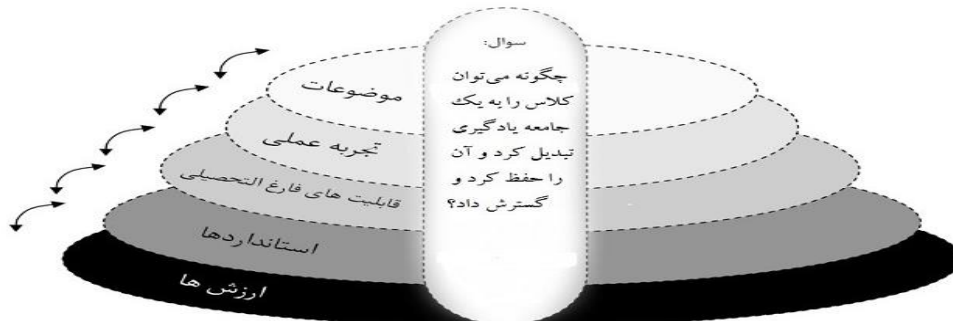 سوال:
چگونه می‌توان
کلاس را به یک
جامعه یادگیری
تبدیل کرد و آن
را حفظ کرد و
گسترش داد؟
موضوعات
تجربه عملی
قابلیت های فارغ التحصیلی
استانداردها
ارزش ها